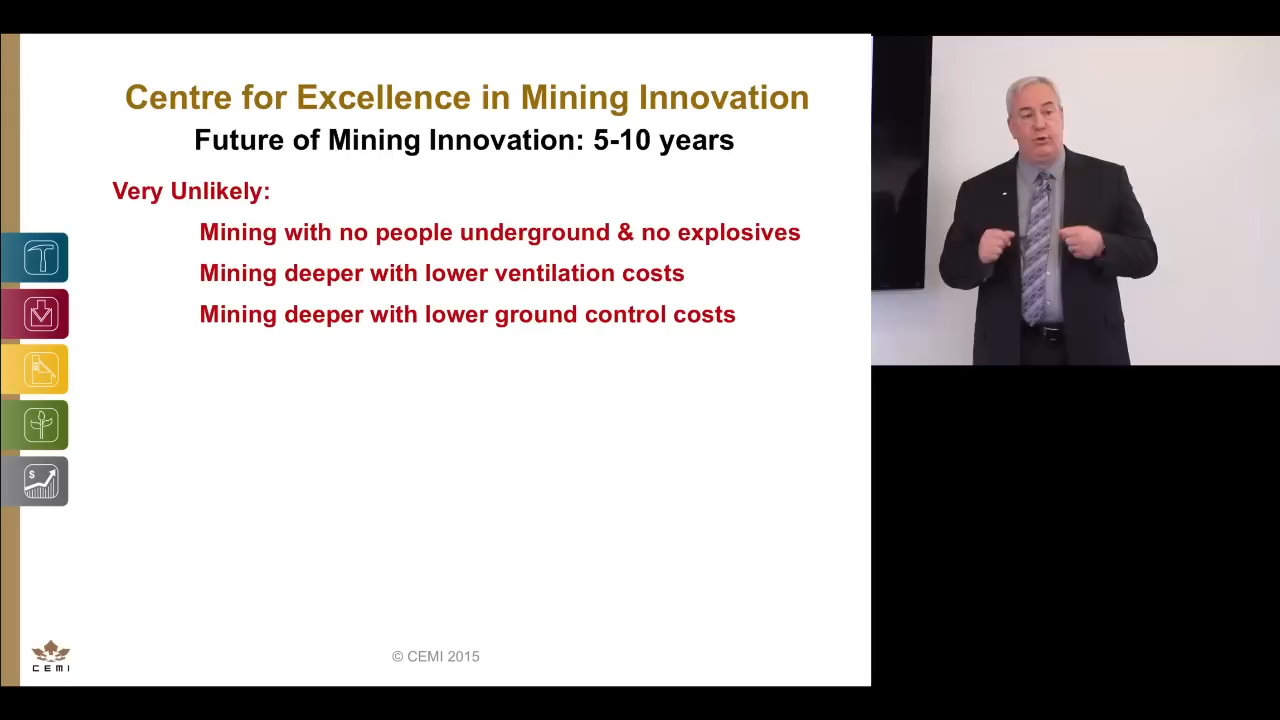 Centre for Excellence in Mining Innovation
Future of Mining Innovation: 5-10 years
Very Unlikely:
Mining with no people underground & no explosives
Mining deeper with lower ventilation costs
Mining deeper with lower ground control costs
$
CEMI
© CEMI 2015